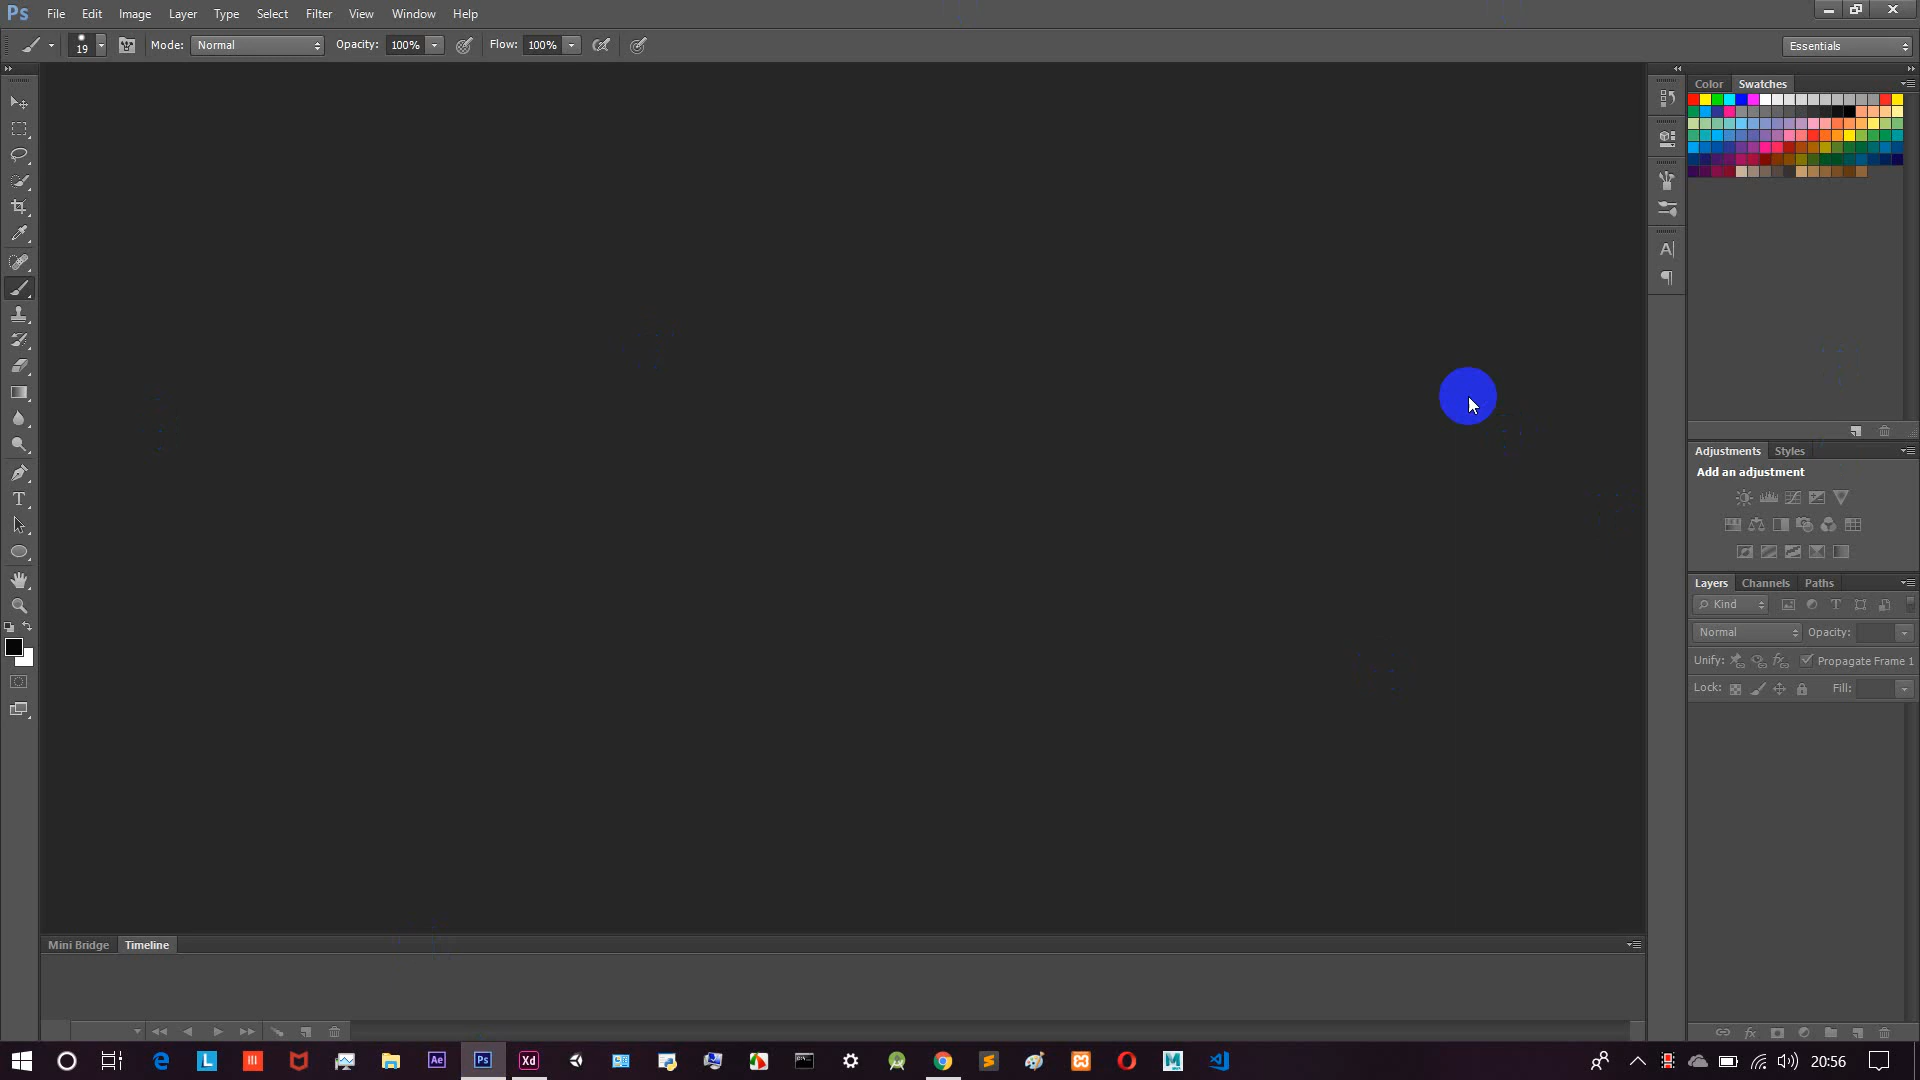 Ps File Edit Image Layer Type Select Filter View Window Help
19 Mode: Normal Opacity: 100% Flow: 100% Essentials
Color Swatches
Adjustments Styles
Add an adjustment
Layers Channels Paths
Kind
Normal Opacity:
Unify: Propagate Frame 1
Lock: Fill:
Mini Bridge Timeline
Ae Ps Xd 20:56